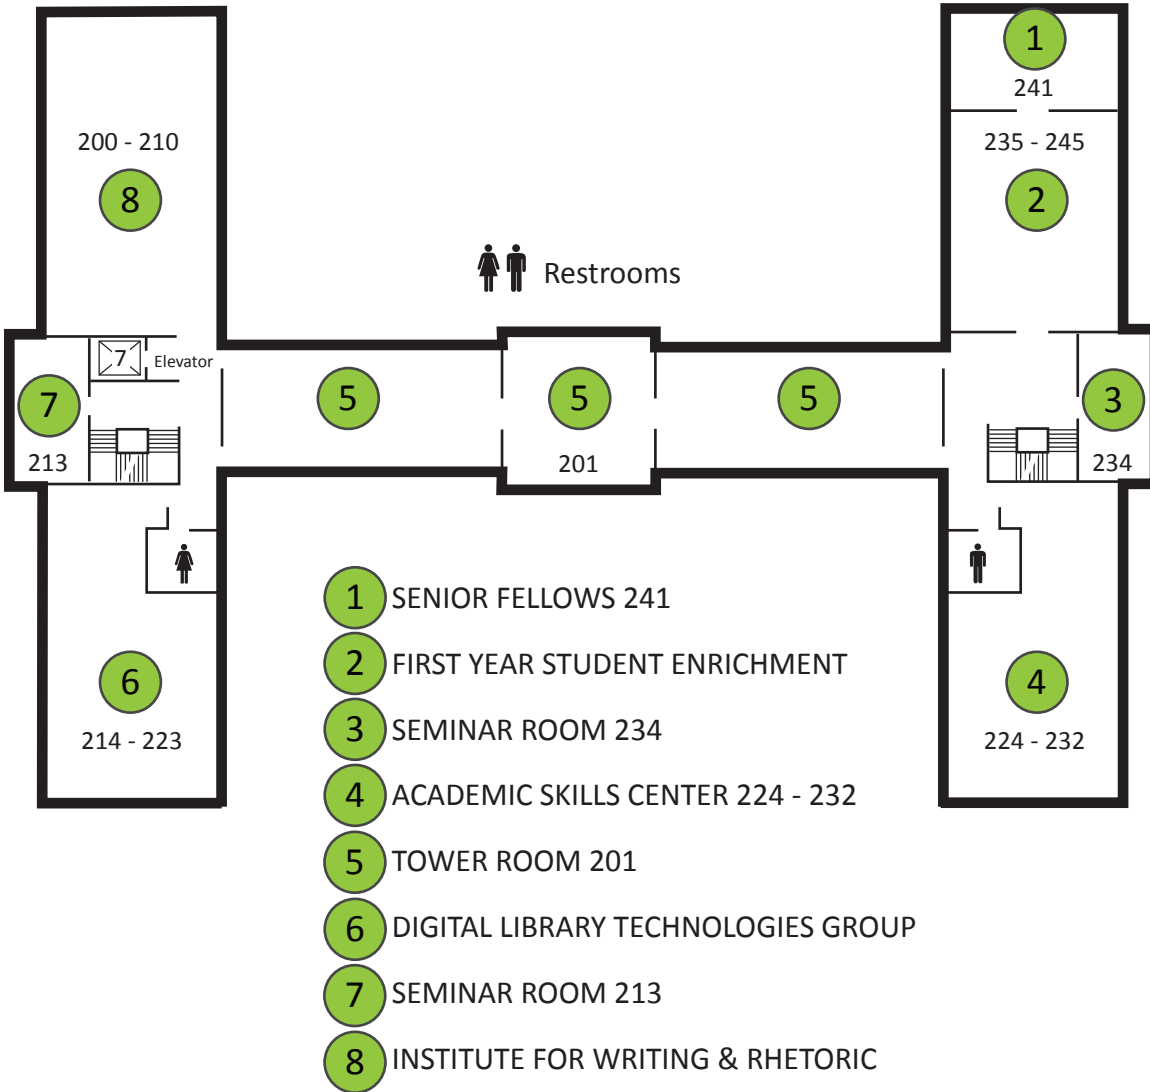 1
241
200 - 210
235 - 245
8
2
Restrooms
7
Elevator
7
5
5
5
3
213
201
234
6
214 - 223
4
224 - 232
1 SENIOR FELLOWS 241
2 FIRST YEAR STUDENT ENRICHMENT
3 SEMINAR ROOM 234
4 ACADEMIC SKILLS CENTER 224 - 232
5 TOWER ROOM 201
6 DIGITAL LIBRARY TECHNOLOGIES GROUP
7 SEMINAR ROOM 213
8 INSTITUTE FOR WRITING & RHETORIC